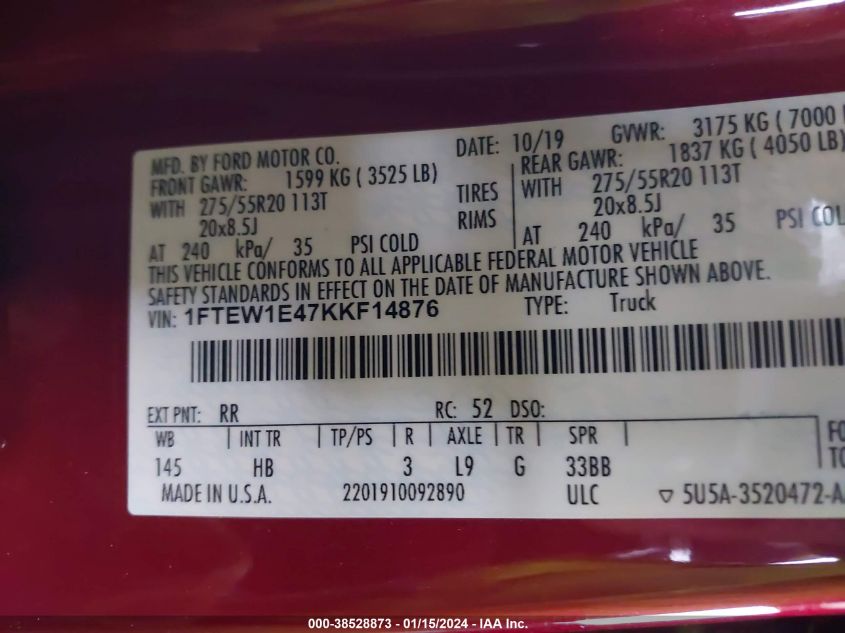 MFD. BY FORD MOTOR CO. DATE: 10/19 GVWR: 3175 KG ( 7000
FRONT GAWR: 1599 KG ( 3525 LB) REAR GAWR: 1837 KG ( 4050 LB)
WITH 275/55R20 113T TIRES WITH 275/55R20 113T
20x8.5J RIMS 20x8.5J
AT 240 kPa/ 35 PSI COLD AT 240 kPa/ 35 PSI COL
THIS VEHICLE CONFORMS TO ALL APPLICABLE FEDERAL MOTOR VEHICLE
SAFETY STANDARDS IN EFFECT ON THE DATE OF MANUFACTURE SHOWN ABOVE.
VIN: 1FTEW1E47KKF14876 TYPE: Truck
EXT PNT: RR RC: 52 DSO:
WB | INT TR | TP/PS | R | AXLE | TR | SPR | FO
145 HB 3 L9 G 33BB TO
MADE IN U.S.A. 2201910092890 ULC ▽ 5U5A-3520472-A
000-38528873 - 01/15/2024 - IAA Inc.